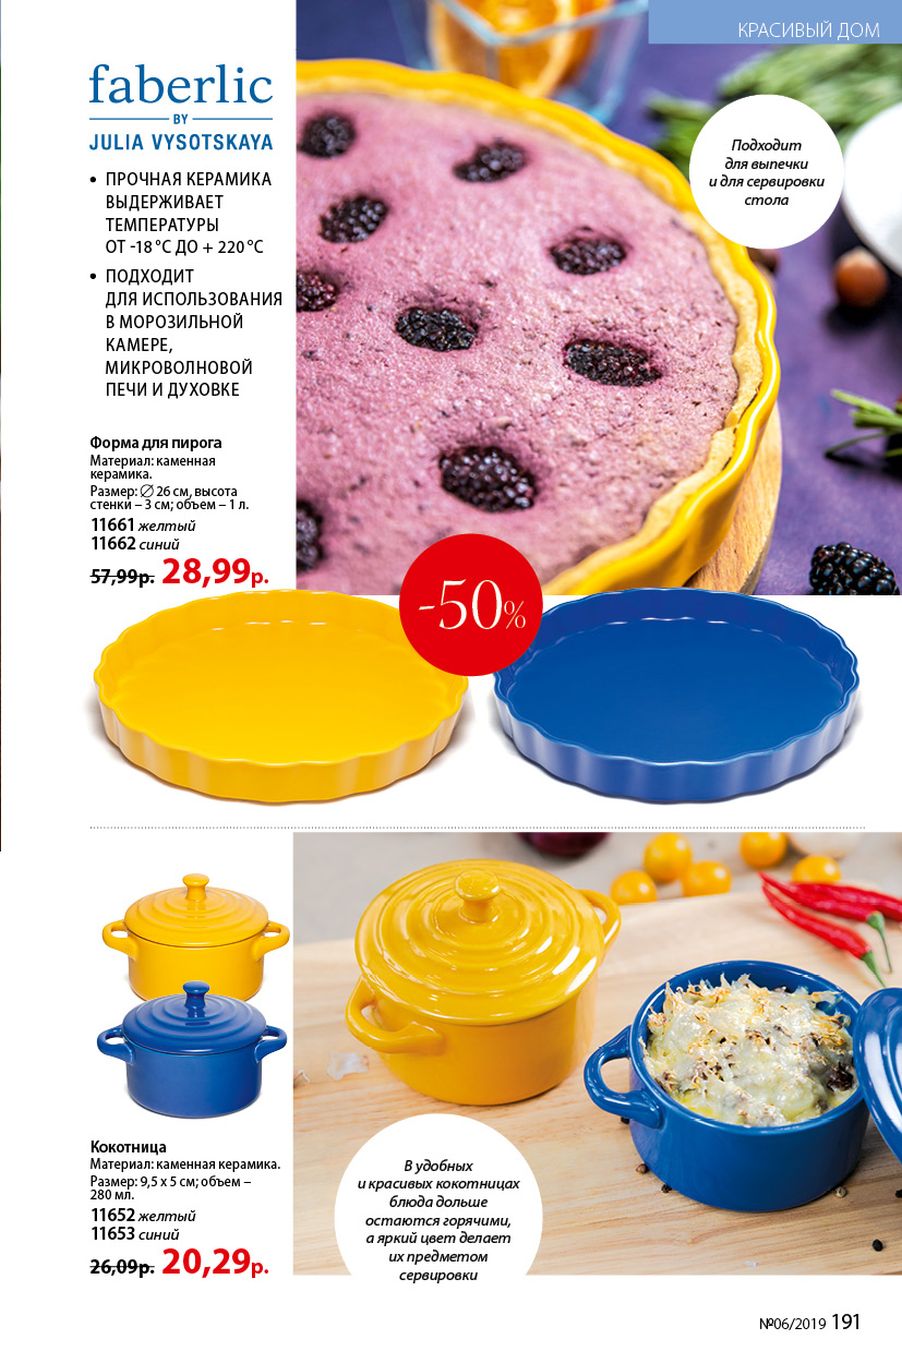 КРАСИВЫЙ ДОМ
faberlic
BY
JULIA VYSOTSKAYA
• ПРОЧНАЯ КЕРАМИКА
ВЫДЕРЖИВАЕТ
ТЕМПЕРАТУРЫ
ОТ -18 °С ДО + 220 °С
• ПОДХОДИТ
ДЛЯ ИСПОЛЬЗОВАНИЯ
В МОРОЗИЛЬНОЙ
КАМЕРЕ,
МИКРОВОЛНОВОЙ
ПЕЧИ И ДУХОВКЕ
Подходит
для выпечки
и для сервировки
стола
Форма для пирога
Материал: каменная
керамика.
Размер: ∅ 26 см, высота
стенки – 3 см; объем – 1 л.
11661 желтый
11662 синий
57,99р. 28,99р.
-50%
Кокотница
Материал: каменная керамика.
Размер: 9,5 х 5 см; объем –
280 мл.
11652 желтый
11653 синий
26,09р. 20,29р.
В удобных
и красивых кокотницах
блюда дольше
остаются горячими,
а яркий цвет делает
их предметом
сервировки
№06/2019 191